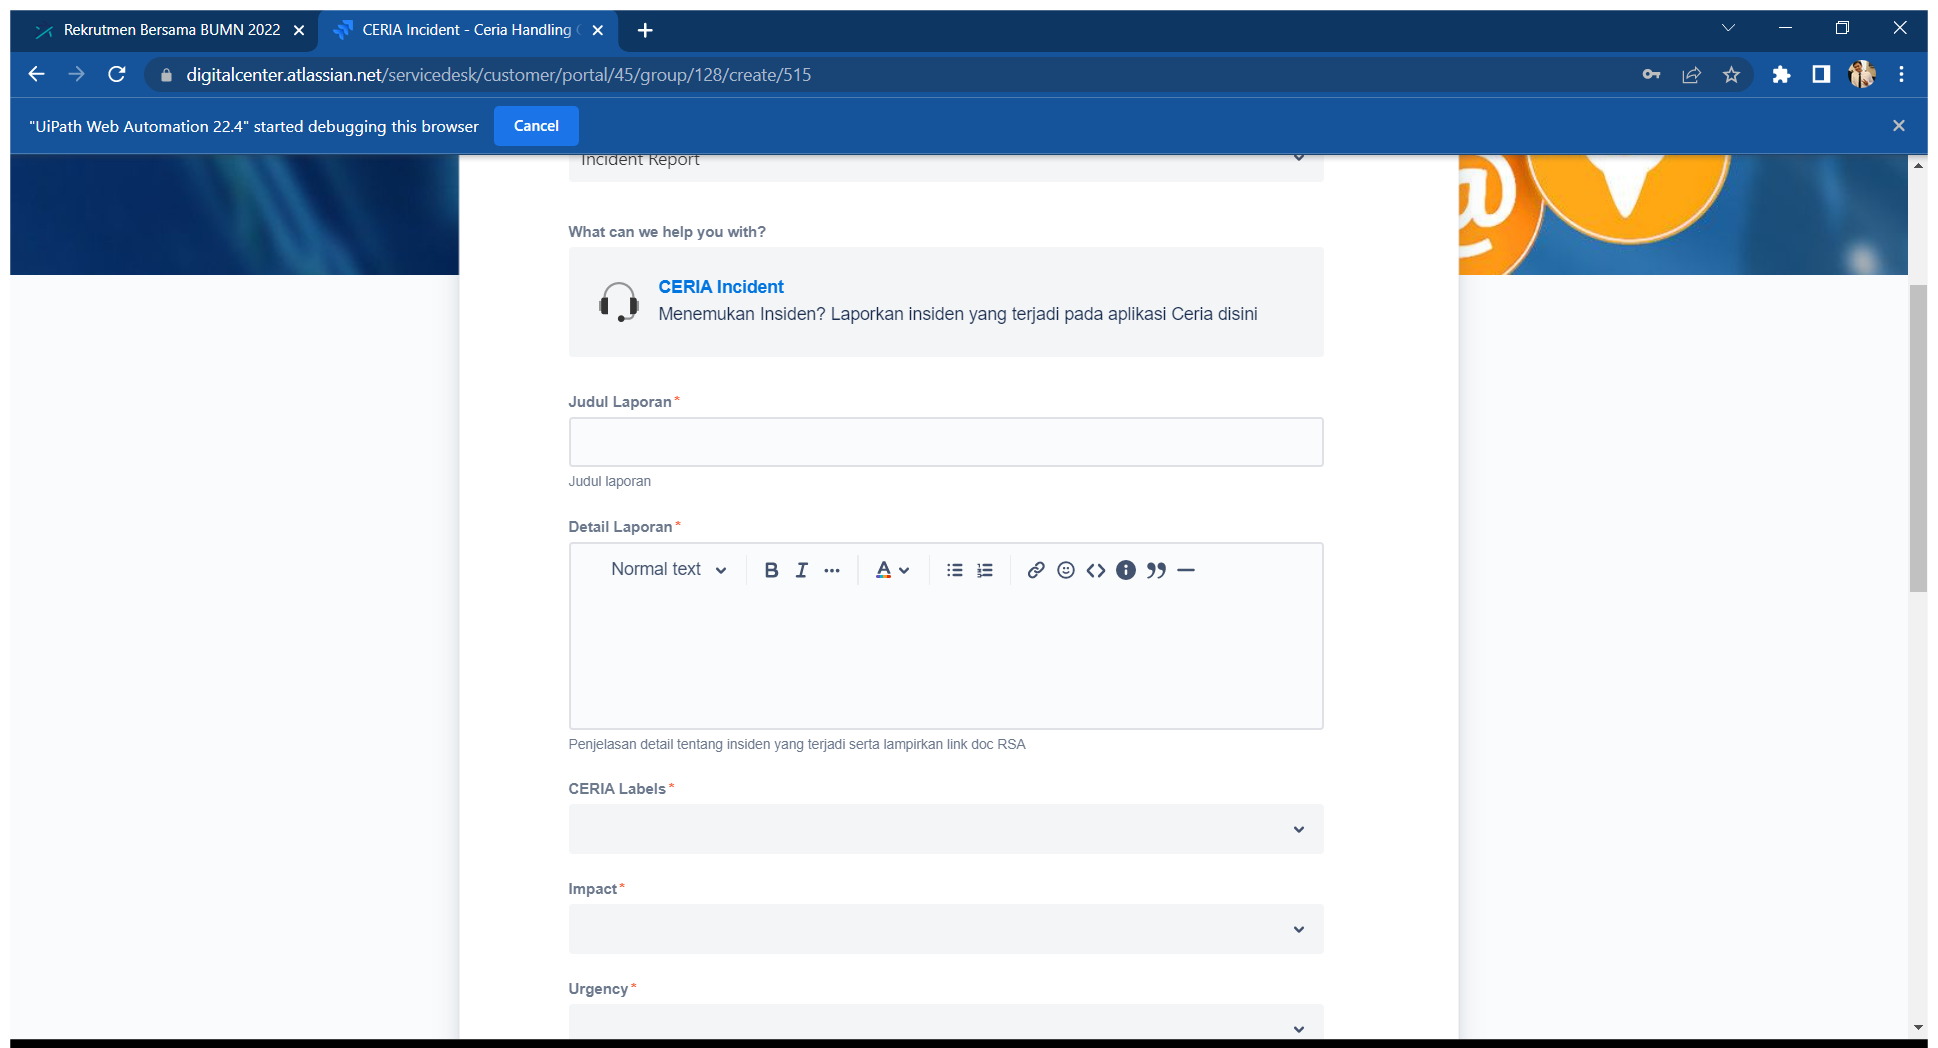 Rekrutmen Bersama BUMN 2022
CERIA Incident - Ceria Handling
digitalcenter.atlassian.net/servicedesk/customer/portal/45/group/128/create/515
"UiPath Web Automation 22.4" started debugging this browser
Cancel
Incident Report
What can we help you with?
CERIA Incident
Menemukan Insiden? Laporkan insiden yang terjadi pada aplikasi Ceria disini
Judul Laporan*
Judul laporan
Detail Laporan*
Normal text B I ... A
Penjelasan detail tentang insiden yang terjadi serta lampirkan link doc RSA
CERIA Labels*
Impact*
Urgency*